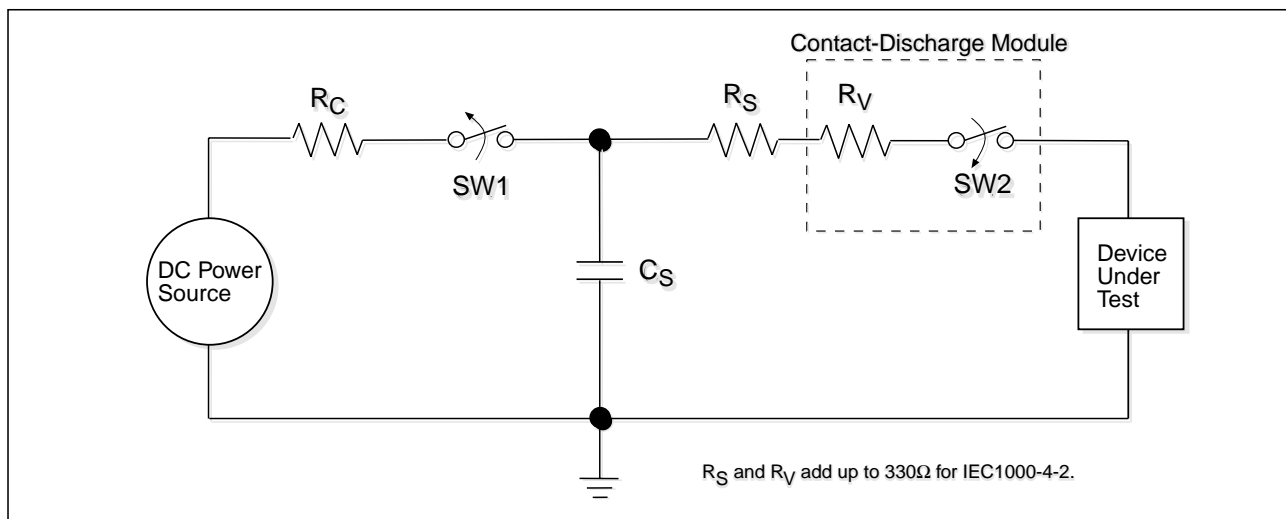 Contact-Discharge Module
RC
RS
RV
SW1
SW2
DC Power
Source
CS
Device
Under
Test
RS and RV add up to 330Ω for IEC1000-4-2.